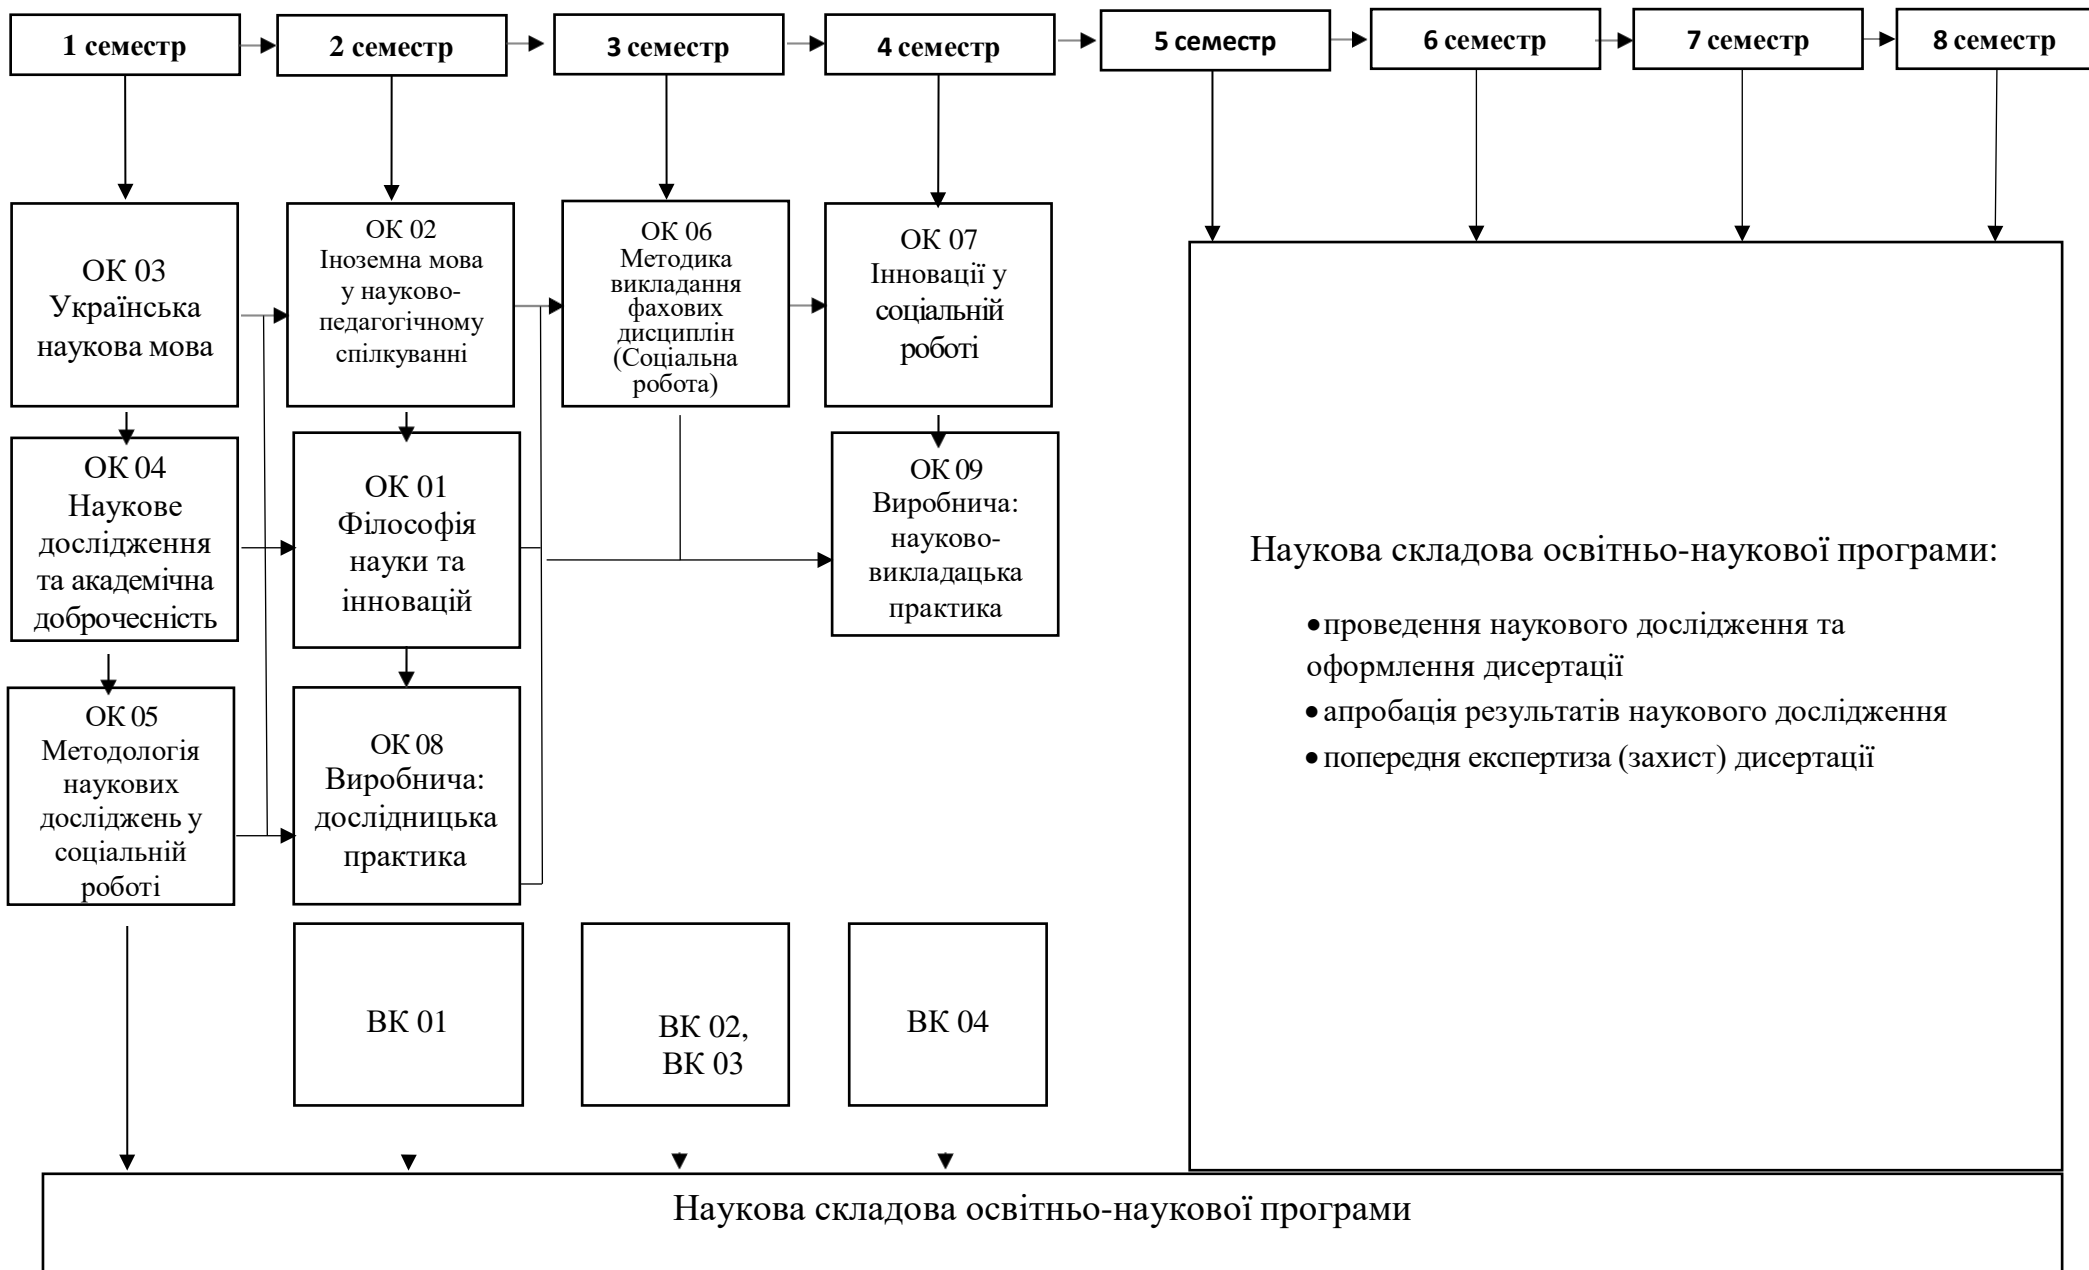 1 семестр
2 семестр
3 семестр
4 семестр
5 семестр
6 семестр
7 семестр
8 семестр
ОК 03
Українська
наукова мова
ОК 02
Іноземна мова
у науково-
педагогічному
спілкуванні
ОК 06
Методика
викладання
фахових
дисциплін
(Соціальна
робота)
ОК 07
Інновації у
соціальній
роботі
ОК 04
Наукове
дослідження
та академічна
доброчесність
ОК 01
Філософія
науки та
інновацій
ОК 09
Виробнича:
науково-
викладацька
практика
ОК 05
Методологія
наукових
досліджень у
соціальній
роботі
ОК 08
Виробнича:
дослідницька
практика
ВК 01
ВК 02,
ВК 03
ВК 04
Наукова складова освітньо-наукової програми:
•проведення наукового дослідження та
оформлення дисертації
•апробація результатів наукового дослідження
•попередня експертиза (захист) дисертації
Наукова складова освітньо-наукової програми